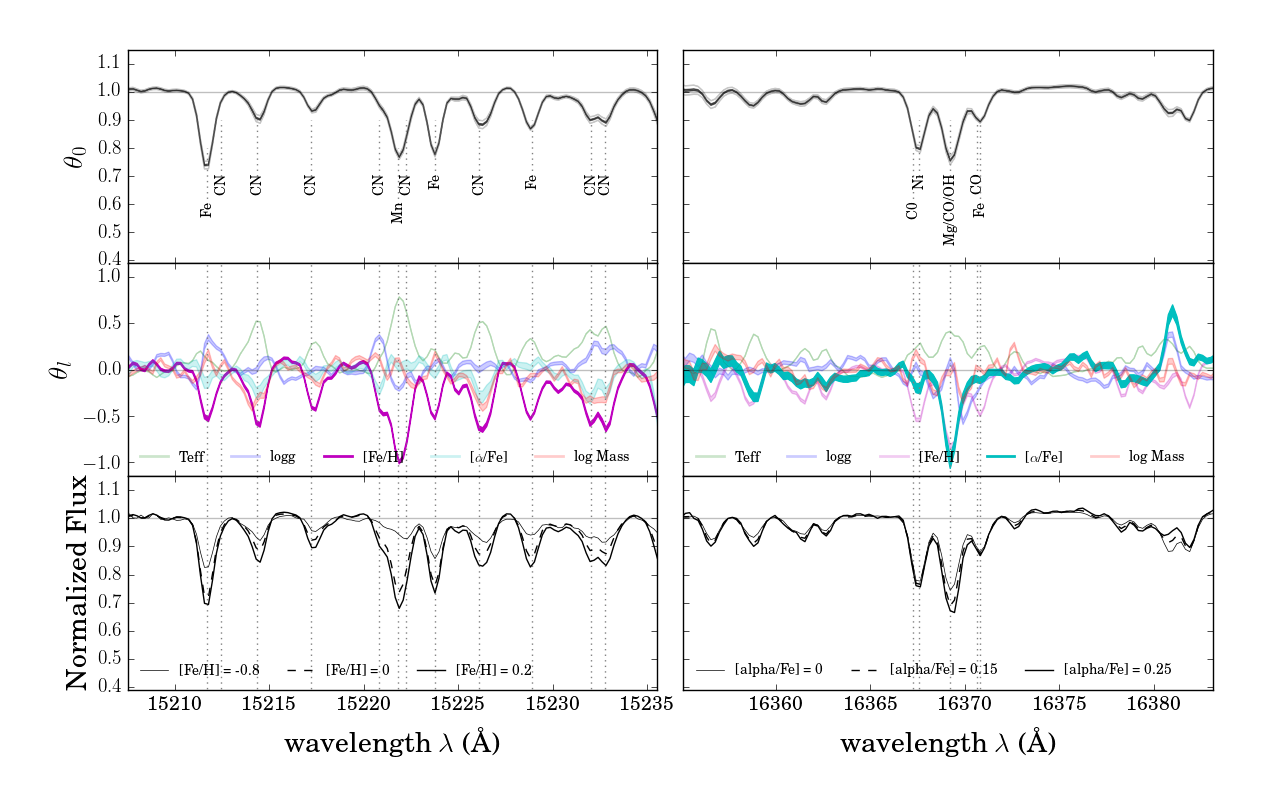 1.1
1.0
0.9
0.8
0.7
0.6
0.5
0.4
θ0
Fe
CN
CN
CN
CN
Mn
CN
Fe
CN
Fe
CN
CN
C0
Ni
Mg/CO/OH
Fe
CO
1.0
0.5
0.0
−0.5
−1.0
θl
Teff logg [Fe/H] [α/Fe] log Mass
Teff logg [Fe/H] [α/Fe] log Mass
1.1
1.0
0.9
0.8
0.7
0.6
0.5
0.4
Normalized Flux
[Fe/H] = -0.8 [Fe/H] = 0 [Fe/H] = 0.2
[alpha/Fe] = 0 [alpha/Fe] = 0.15 [alpha/Fe] = 0.25
15210 15215 15220 15225 15230 15235
16360 16365 16370 16375 16380
wavelength λ (Å)
wavelength λ (Å)